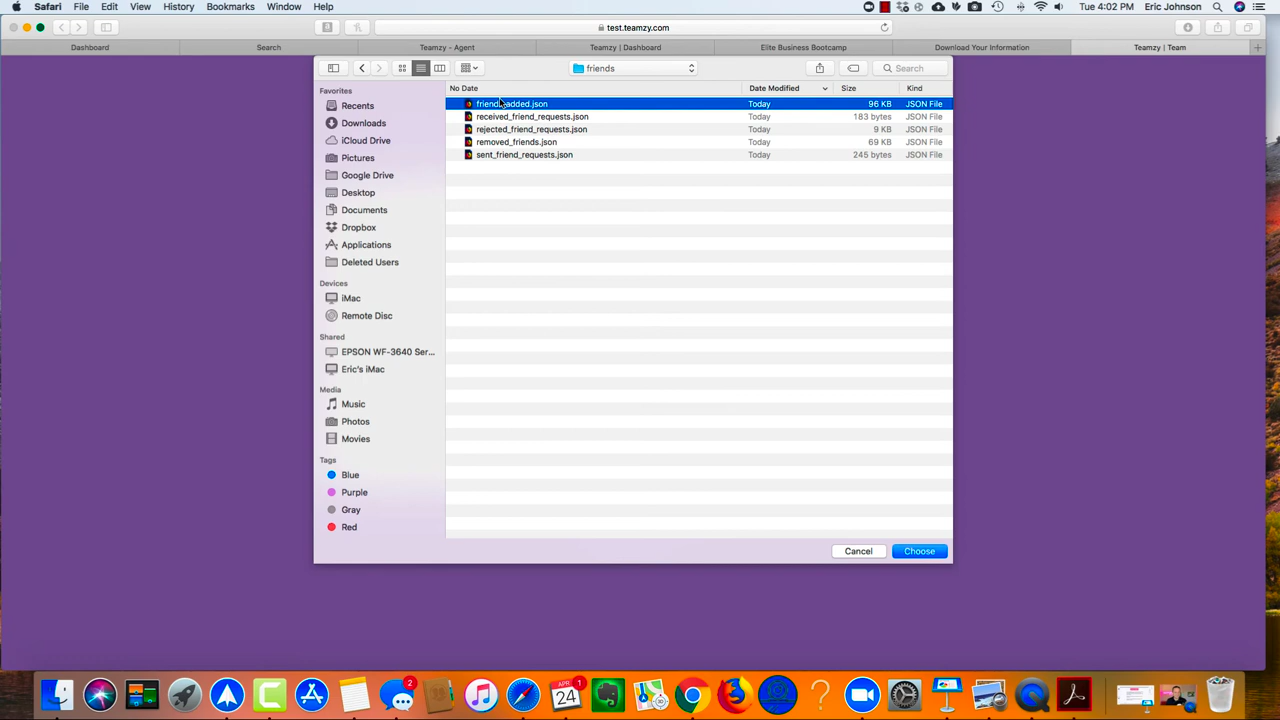 Safari File Edit View History Bookmarks Window Help Tue 4:02 PM Eric Johnson
test.teamzy.com
Dashboard Search Teamzy - Agent Teamzy | Dashboard Elite Business Bootcamp Download Your Information Teamzy | Team
friends Search
Favorites
Recents
Downloads
iCloud Drive
Pictures
Google Drive
Desktop
Documents
Dropbox
Applications
Deleted Users
Devices
iMac
Remote Disc
Shared
EPSON WF-3640 Ser...
Eric's iMac
Media
Music
Photos
Movies
Tags
Blue
Purple
Gray
Red
No Date Date Modified Size Kind
friends_added.json Today 96 KB JSON File
received_friend_requests.json Today 183 bytes JSON File
rejected_friend_requests.json Today 9 KB JSON File
removed_friends.json Today 69 KB JSON File
sent_friend_requests.json Today 245 bytes JSON File
Cancel Choose
2
APR
24
1